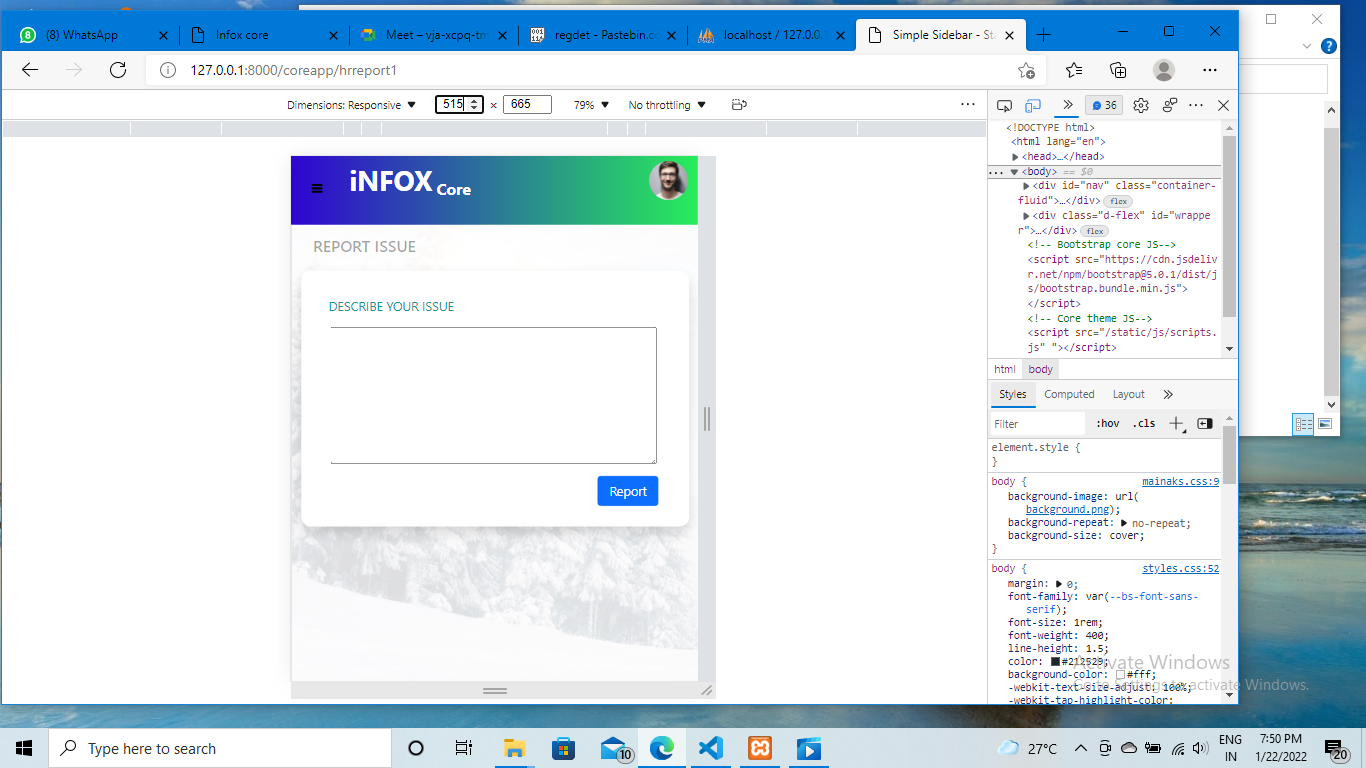 (8) WhatsApp
Infox core
Meet – vja-xcpq-tm
regdet - Pastebin.co
localhost / 127.0.0.
Simple Sidebar - Sta
127.0.0.1:8000/coreapp/hrreport1
Dimensions: Responsive
515 × 665
79%
No throttling
36
iNFOX Core
REPORT ISSUE
DESCRIBE YOUR ISSUE
Report
<!DOCTYPE html>
<html lang="en">
<head>…</head>
<body> == $0
<div id="nav" class="container-
fluid">…</div> flex
<div class="d-flex" id="wrappe
r">…</div> flex
<!-- Bootstrap core JS-->
<script src="https://cdn.jsdeliv
r.net/npm/bootstrap@5.0.1/dist/j
s/bootstrap.bundle.min.js">
</script>
<!-- Core theme JS-->
<script src="/static/js/scripts.
js" "></script>
html body
Styles Computed Layout
Filter :hov .cls
element.style {
}
body { mainaks.css:9
background-image: url(
background.png);
background-repeat: no-repeat;
background-size: cover;
}
body { styles.css:52
margin: 0;
font-family: var(--bs-font-sans-
serif);
font-size: 1rem;
font-weight: 400;
line-height: 1.5;
color: #212529;
background-color: #fff;
-webkit-text-size-adjust: 100%;
-webkit-tap-highlight-color:
Activate Windows
Go to Settings to activate Windows.
Type here to search
10
27°C
ENG
IN
7:50 PM
1/22/2022
20